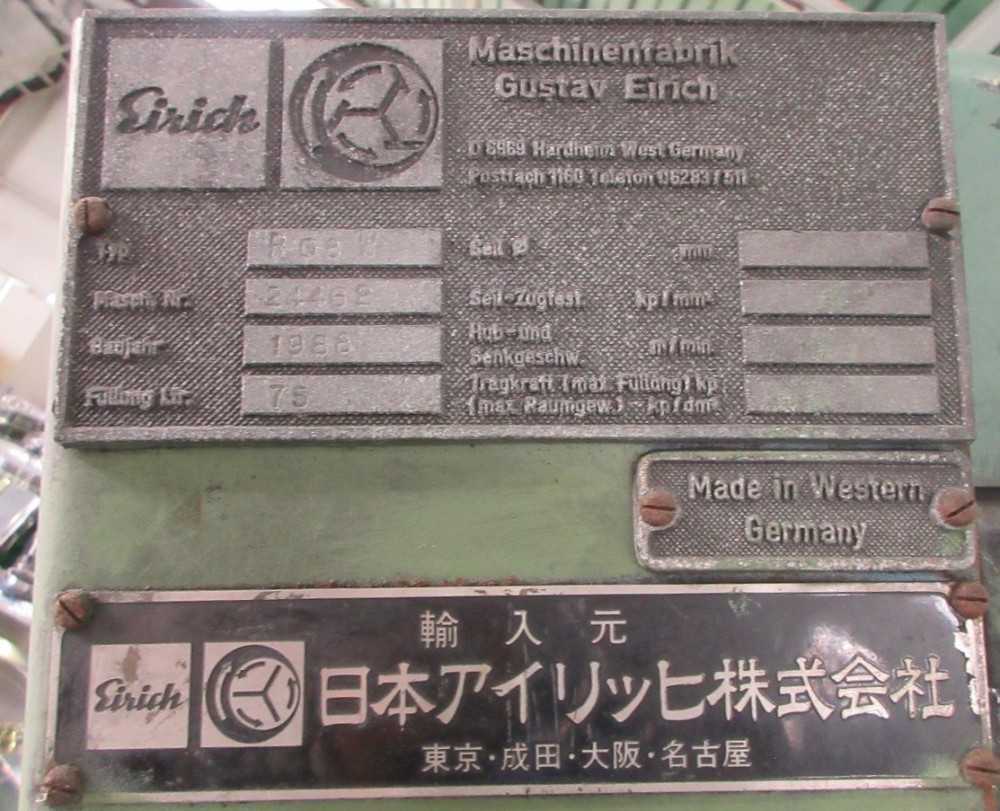 Eirich
Maschinenfabrik
Gustav Eirich
D 6969 Hardheim West Germany
Postfach 1160 Telefon 06283/511
Typ.
Masch. Nr. 24462
Baujahr 1988
Füllung Ltr. 75
Seil Ø mm
Seil-Zugfest. kp/mm²
Hub- und
Senkgeschw. m/min.
Tragkraft (max. Füllung) kp
(max. Raumgew.) kp/dm³
Made in Western
Germany
輸入元
Eirich
日本アイリッヒ株式会社
東京・成田・大阪・名古屋